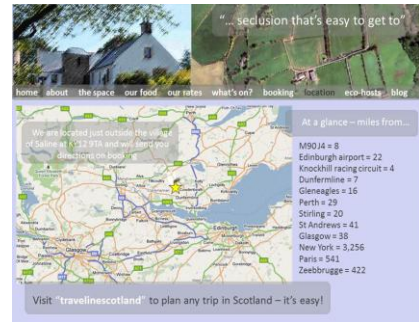 "... seclusion that's easy to get to"
home about the space our food our rates what's on? booking location eco-hosts blog
We are located just outside the village
of Saline at KY12 9TA and will send you
directions on booking
At a glance – miles from...
M90 J4 = 8
Edinburgh airport = 22
Knockhill racing circuit = 4
Dunfermline = 7
Gleneagles = 16
Perth = 29
Stirling = 20
St Andrews = 41
Glasgow = 38
New York = 3,256
Paris = 541
Zeebrugge = 422
Visit "travelinescotland" to plan any trip in Scotland – it's easy!